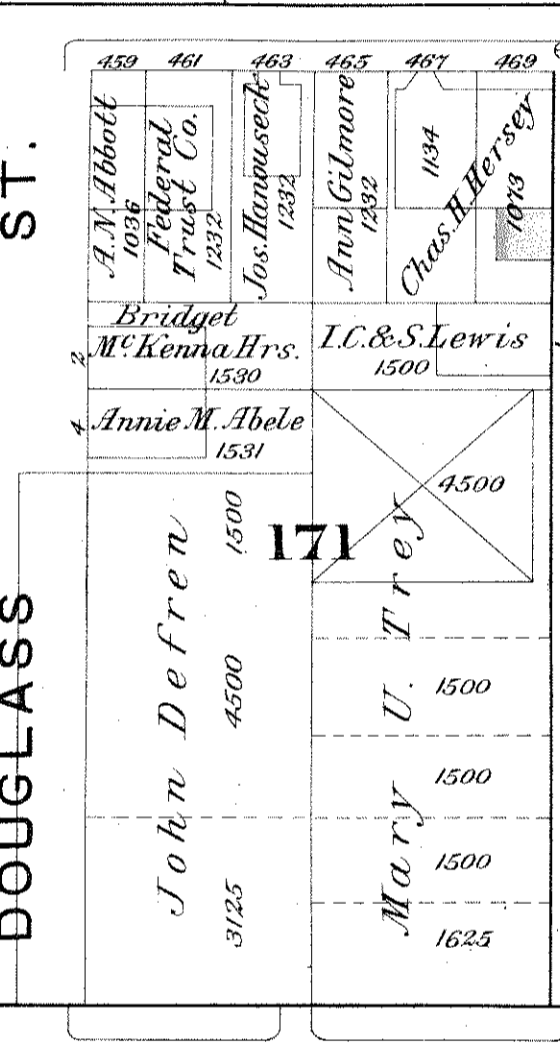 459 461 463 465 467 469
DOUGLASS ST.
A.N. Abbott
1036
Federal
Trust Co.
1232
Jos. Hanouseck
1232
Ann Gilmore
1232
1134
Chas. H. Hersey
1073
2
Bridget
McKenna Hrs.
1530
I.C. & S. Lewis
1500
4
Annie M. Abele
1531
171
John Defren
1500
4500
3125
Mary U. Trey
4500
1500
1500
1500
1625